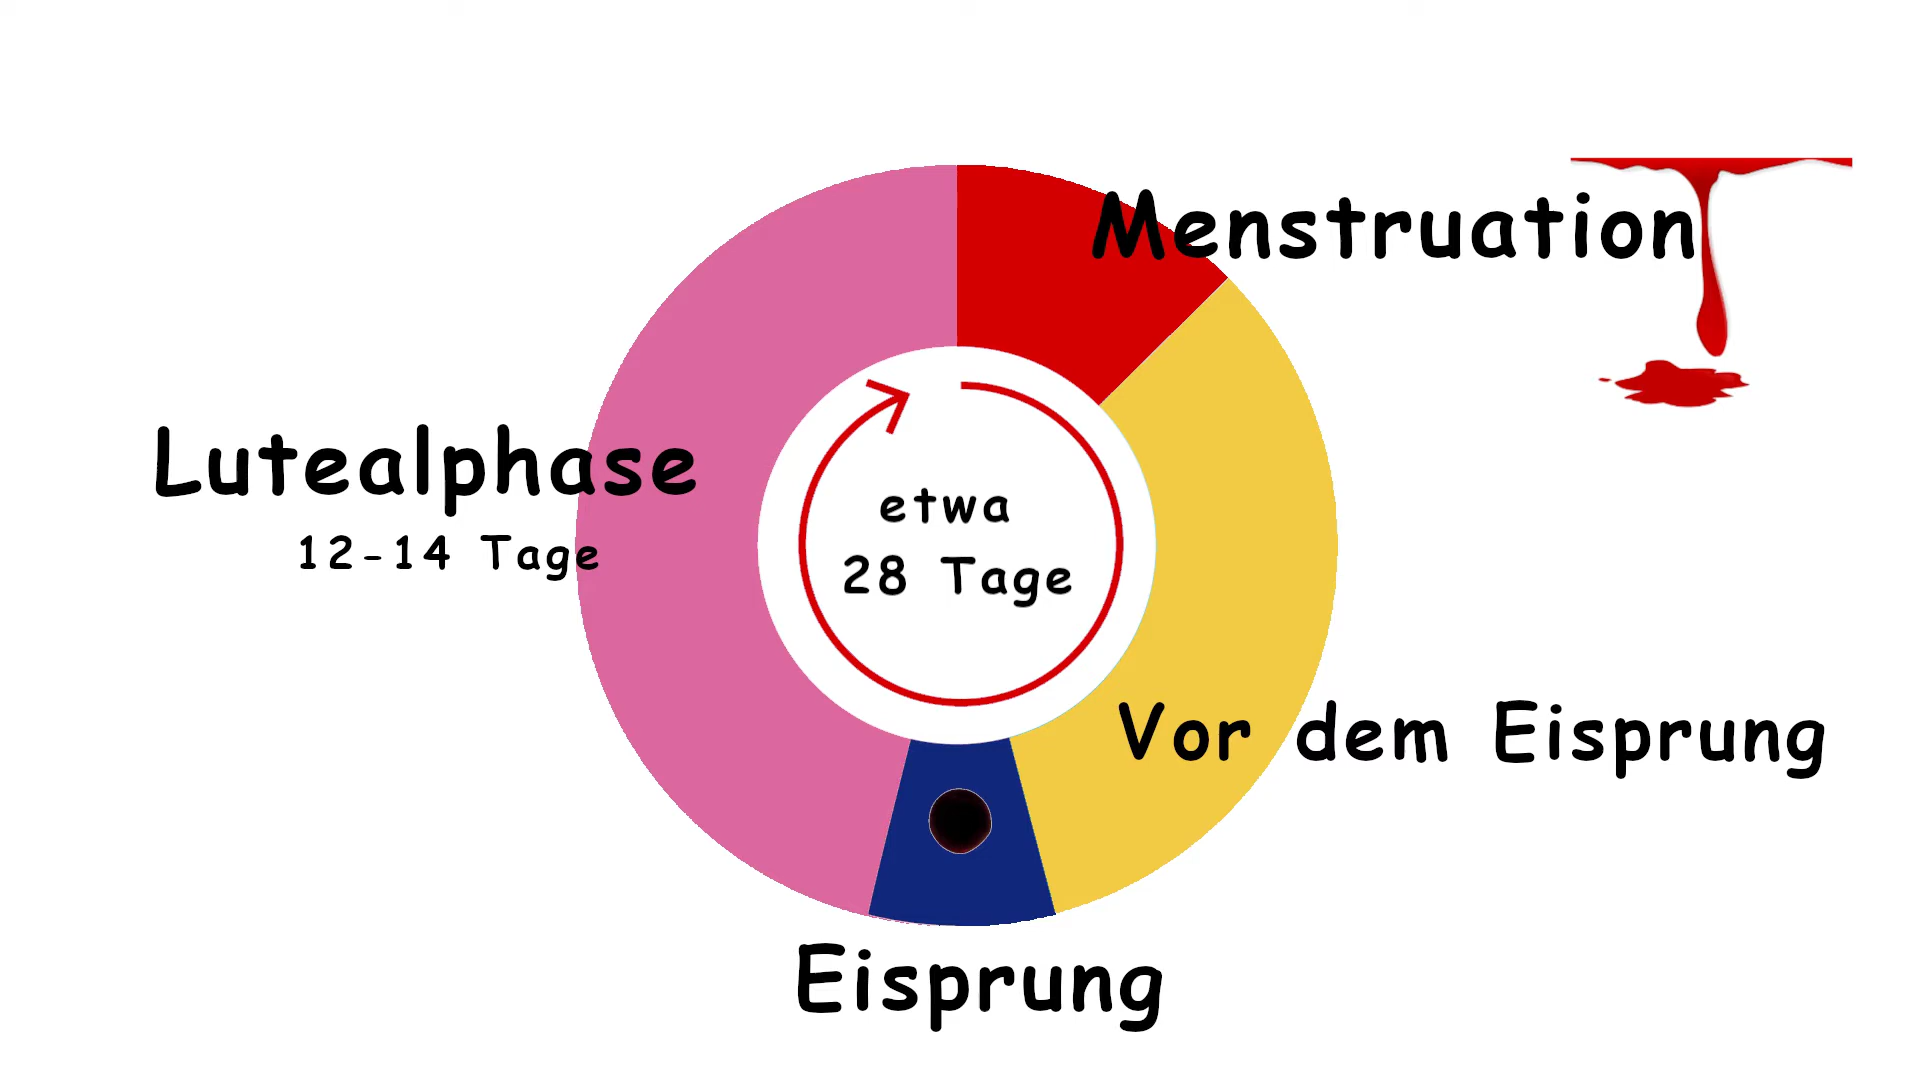 Menstruation
Lutealphase
12-14 Tage
etwa
28 Tage
Vor dem Eisprung
Eisprung